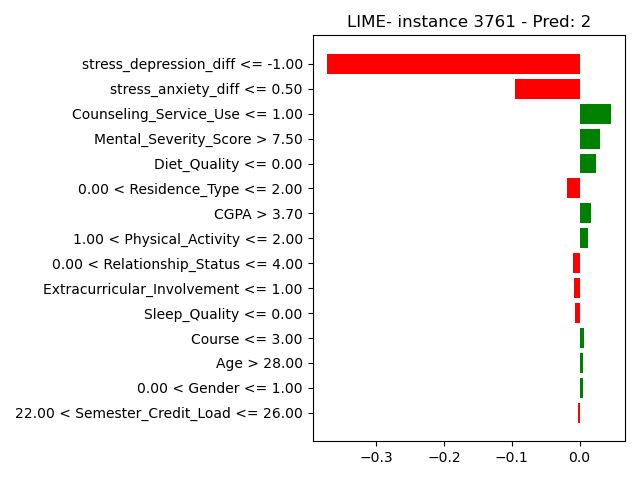 LIME- instance 3761 - Pred: 2
stress_depression_diff <= -1.00
stress_anxiety_diff <= 0.50
Counseling_Service_Use <= 1.00
Mental_Severity_Score > 7.50
Diet_Quality <= 0.00
0.00 < Residence_Type <= 2.00
CGPA > 3.70
1.00 < Physical_Activity <= 2.00
0.00 < Relationship_Status <= 4.00
Extracurricular_Involvement <= 1.00
Sleep_Quality <= 0.00
Course <= 3.00
Age > 28.00
0.00 < Gender <= 1.00
22.00 < Semester_Credit_Load <= 26.00
−0.3 −0.2 −0.1 0.0